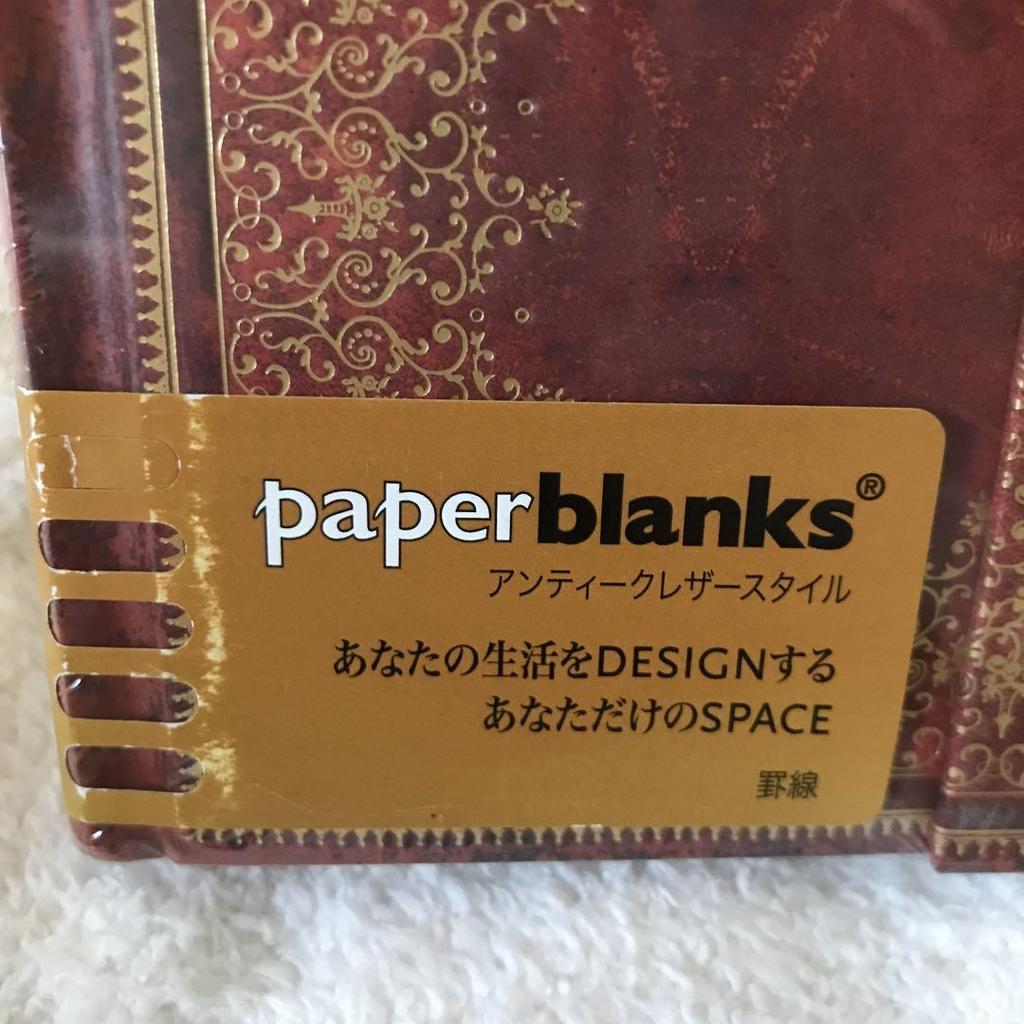 paperblanks®
アンティークレザースタイル
あなたの生活をDESIGNする
あなただけのSPACE
罫線